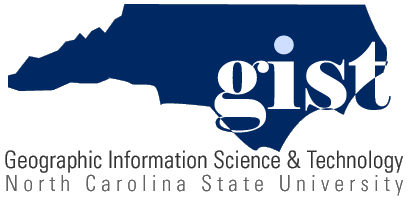 gist
Geographic Information Science & Technology
North Carolina State University